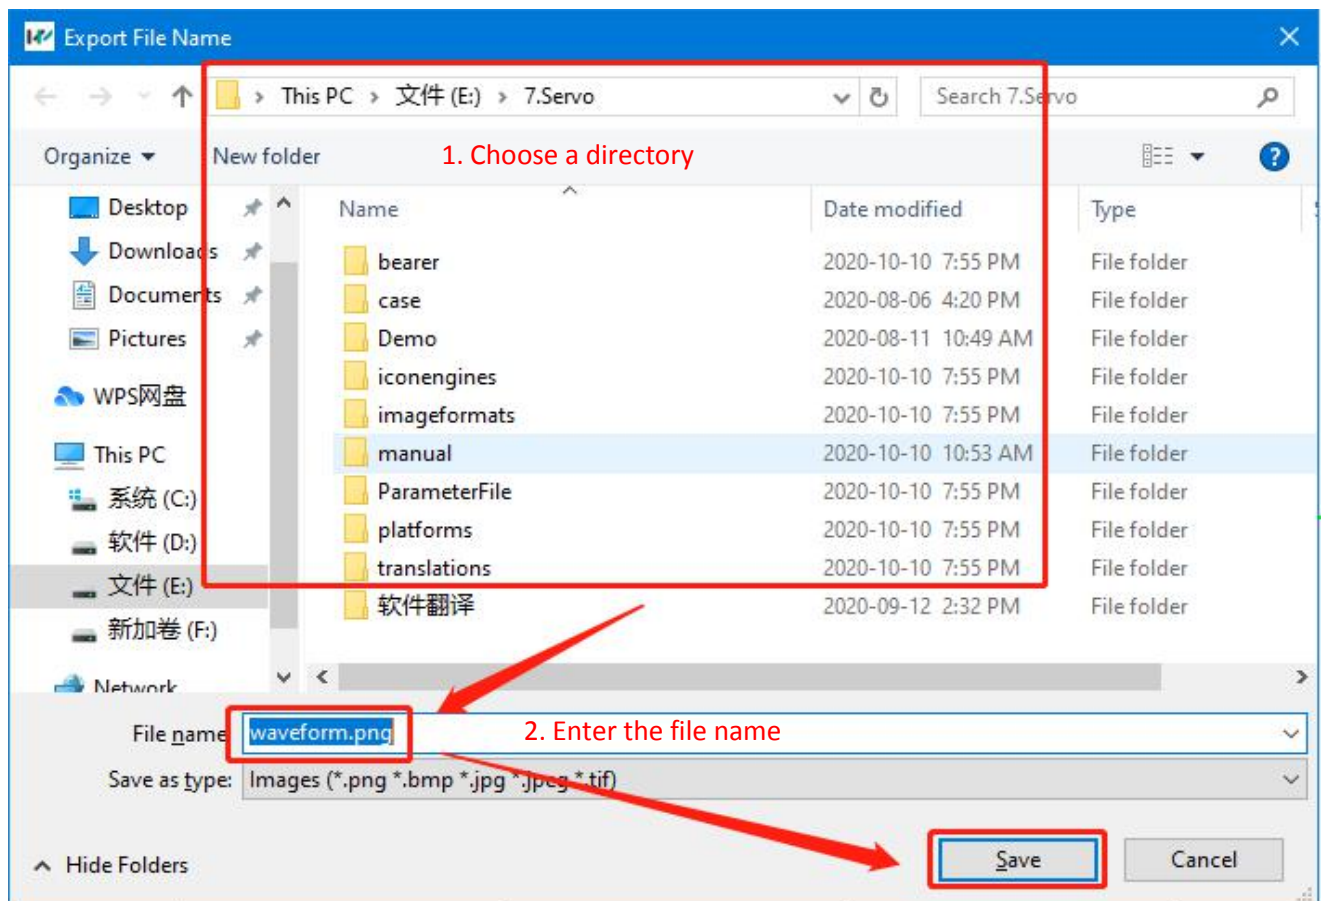 Export File Name
This PC > 文件 (E:) > 7.Servo
Search 7.Servo
Organize
New folder
1. Choose a directory
Name Date modified Type
Desktop
Downloads
Documents
Pictures
WPS网盘
This PC
系统 (C:)
软件 (D:)
文件 (E:)
新加卷 (F:)
Network
bearer 2020-10-10 7:55 PM File folder
case 2020-08-06 4:20 PM File folder
Demo 2020-08-11 10:49 AM File folder
iconengines 2020-10-10 7:55 PM File folder
imageformats 2020-10-10 7:55 PM File folder
manual 2020-10-10 10:53 AM File folder
ParameterFile 2020-10-10 7:55 PM File folder
platforms 2020-10-10 7:55 PM File folder
translations 2020-10-10 7:55 PM File folder
软件翻译 2020-09-12 2:32 PM File folder
File name waveform.png 2. Enter the file name
Save as type: Images (*.png *.bmp *.jpg *.jpeg *.tif)
Hide Folders
Save
Cancel